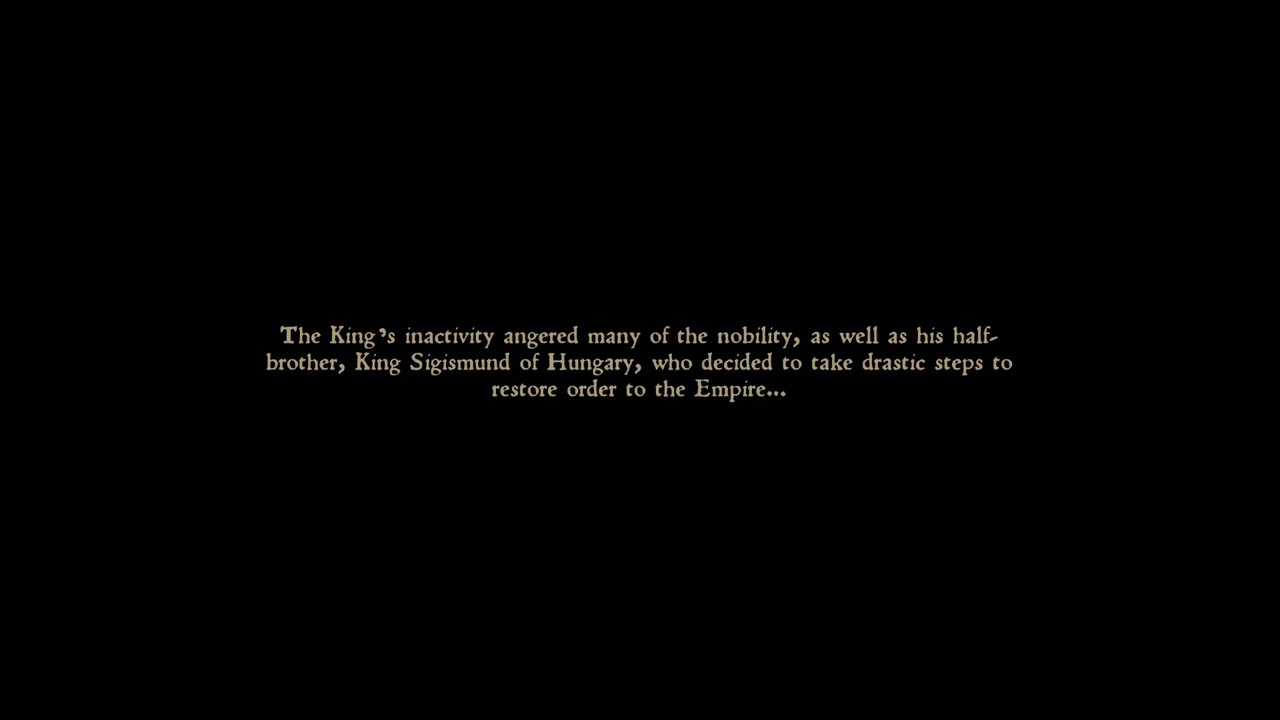 The King's inactivity angered many of the nobility, as well as his half-
brother, King Sigismund of Hungary, who decided to take drastic steps to
restore order to the Empire...